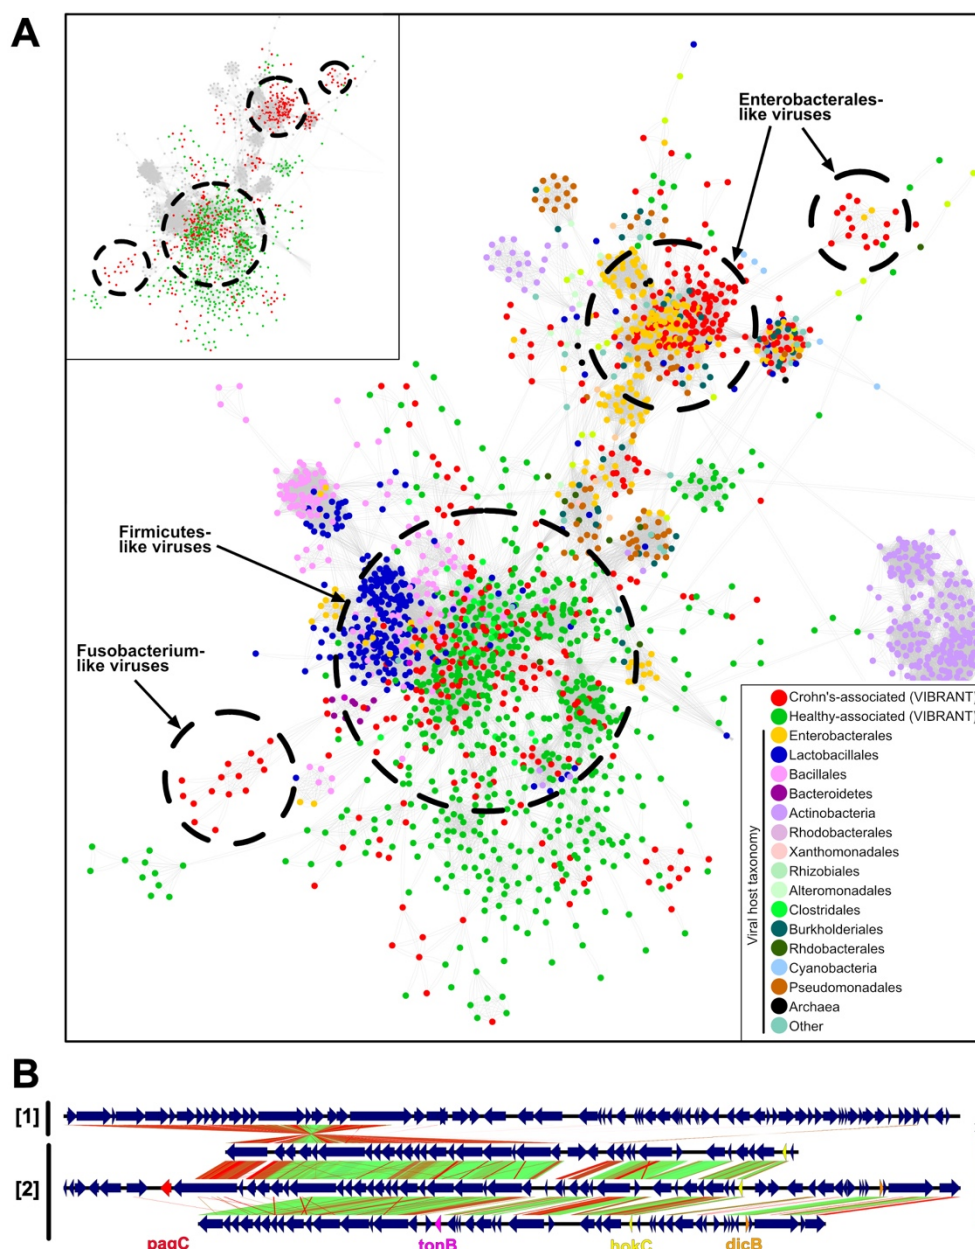 A
Enterobacterales-
like viruses
Firmicutes-
like viruses
Fusobacterium-
like viruses
Crohn's-associated (VIBRANT)
Healthy-associated (VIBRANT)
Enterobacterales
Lactobacillales
Bacillales
Bacteroidetes
Actinobacteria
Rhodobacterales
Xanthomonadales
Rhizobiales
Alteromonadales
Clostridales
Burkholderiales
Rhdobacterales
Cyanobacteria
Pseudomonadales
Archaea
Other
Viral host taxonomy
B
[1]
[2]
pagC
tonB
hokC
dicB